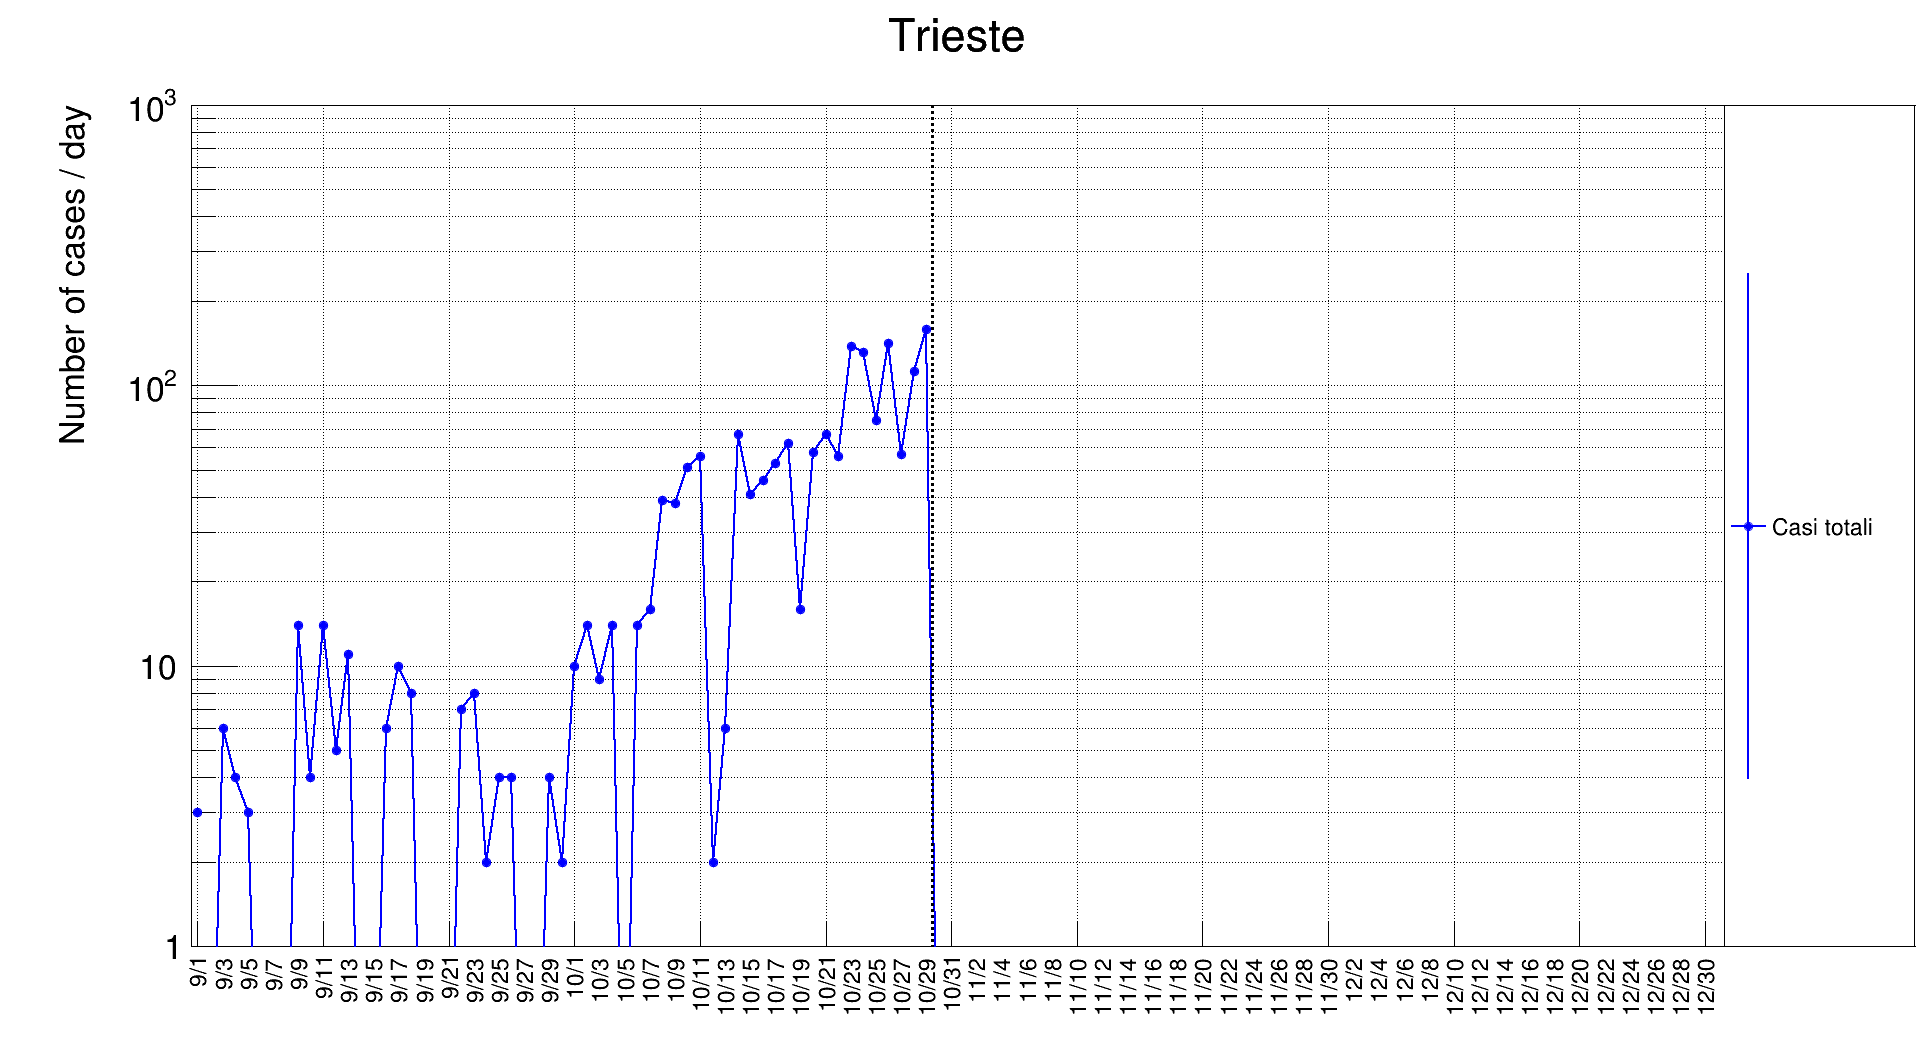 Trieste
Number of cases / day
10³
10²
10
1
9/1 9/3 9/5 9/7 9/9 9/11 9/13 9/15 9/17 9/19 9/21 9/23 9/25 9/27 9/29 10/1 10/3 10/5 10/7 10/9 10/11 10/13 10/15 10/17 10/19 10/21 10/23 10/25 10/27 10/29 10/31 11/2 11/4 11/6 11/8 11/10 11/12 11/14 11/16 11/18 11/20 11/22 11/24 11/26 11/28 11/30 12/2 12/4 12/6 12/8 12/10 12/12 12/14 12/16 12/18 12/20 12/22 12/24 12/26 12/28 12/30
Casi totali